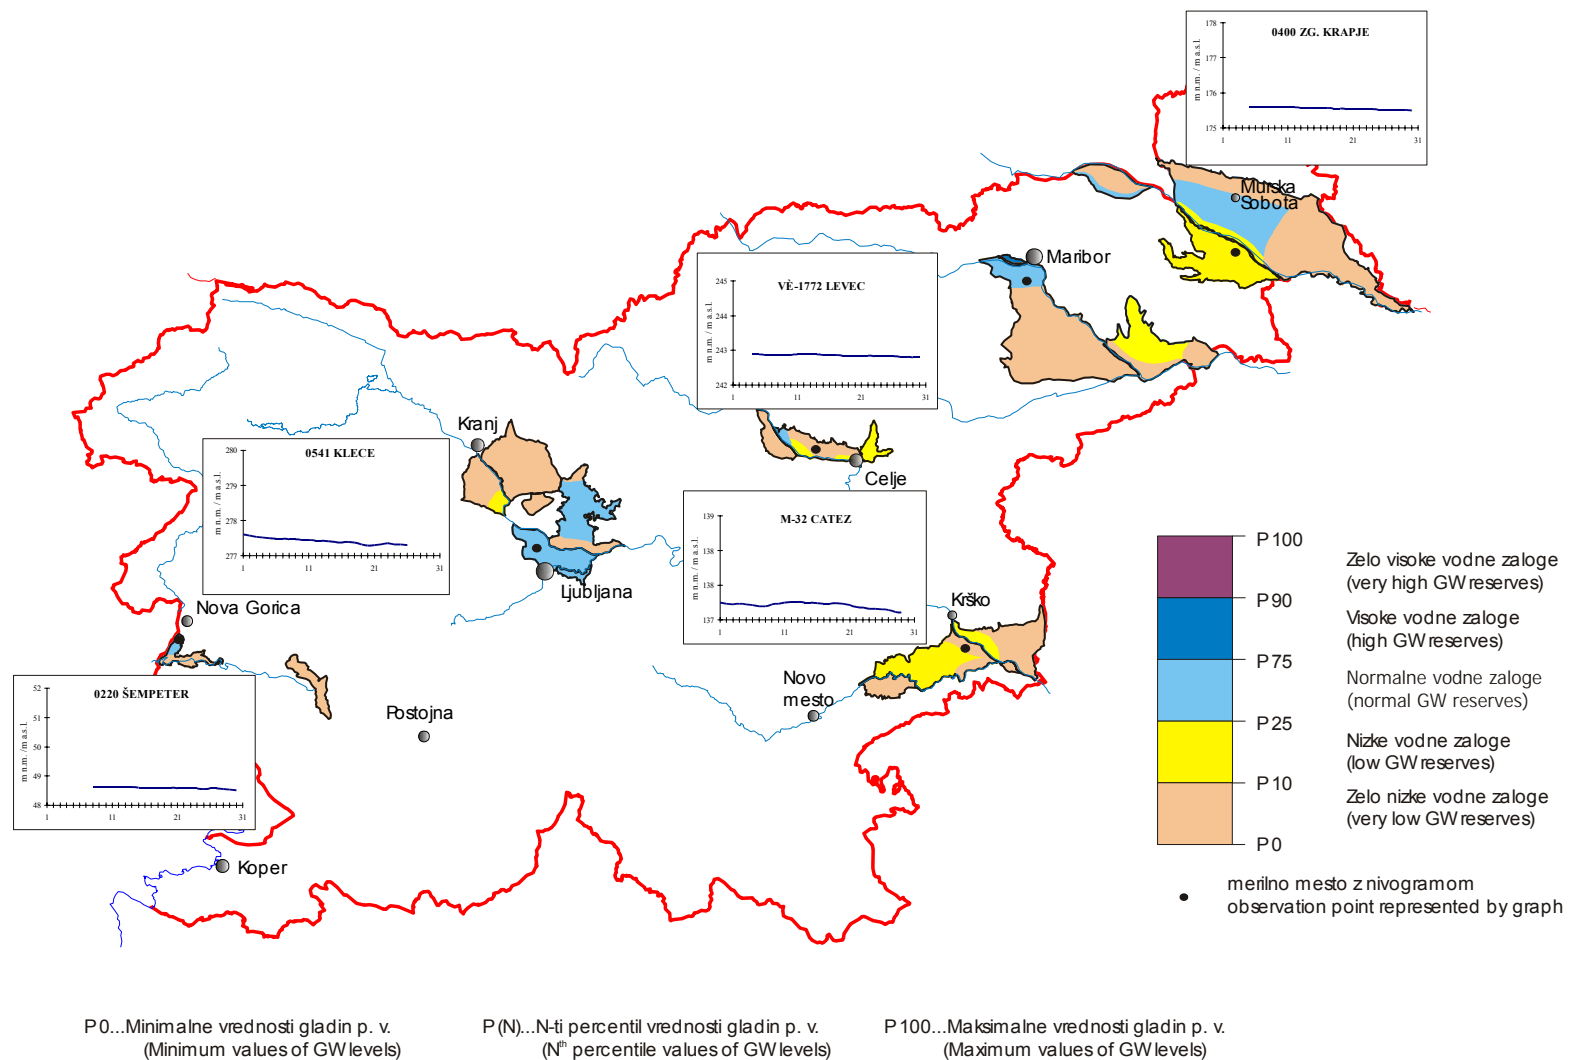 0400 ZG. KRAPJE
m n.m. / m a.s.l.
178
177
176
175
1
11
21
31
Murska
Sobota
Maribor
VÈ-1772 LEVEC
m n.m. / m a.s.l.
245
244
243
242
1
11
21
31
Kranj
Celje
0541 KLECE
m n.m. / m a.s.l.
280
279
278
277
1
11
21
31
Ljubljana
M-32 CATEZ
m n.m. / m a.s.l.
139
138
138
137
137
1
11
21
31
Nova Gorica
Krško
Novo
mesto
Postojna
0220 ŠEMPETER
m n.m. / m a.s.l.
52
51
50
48
48
1
11
21
31
Koper
P 100
Zelo visoke vodne zaloge
(very high GW reserves)
P 90
Visoke vodne zaloge
(high GW reserves)
P 75
Normalne vodne zaloge
(normal GW reserves)
P 25
Nizke vodne zaloge
(low GW reserves)
P 10
Zelo nizke vodne zaloge
(very low GW reserves)
P 0
merilno mesto z nivogramom
observation point represented by graph
P 0...Minimalne vrednosti gladin p. v.
(Minimum values of GW levels)
P (N)...N-ti percentil vrednosti gladin p. v.
(Nth percentile values of GW levels)
P 100...Maksimalne vrednosti gladin p. v.
(Maximum values of GW levels)